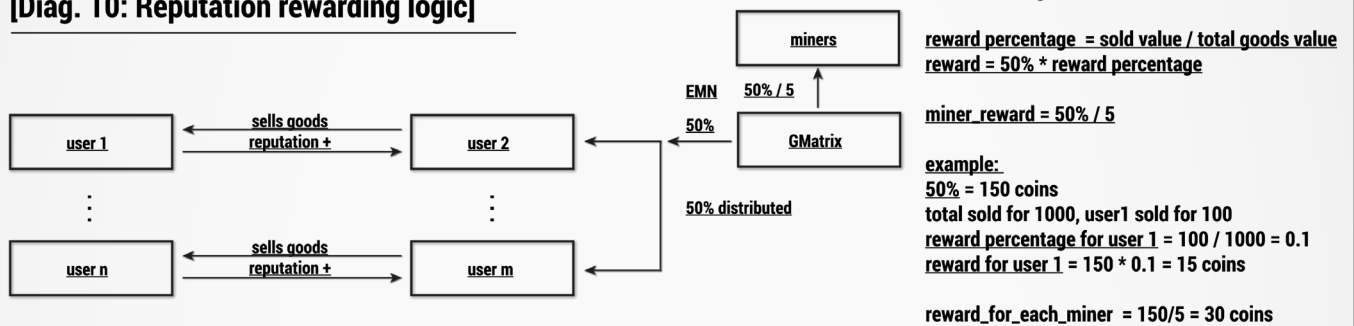 [Diag. 10: Reputation rewarding logic]
miners
EMN 50% / 5
50%
GMatrix
user 1
sells goods
reputation +
user 2
50% distributed
user n
sells goods
reputation +
user m
reward percentage = sold value / total goods value
reward = 50% * reward percentage
miner_reward = 50% / 5
example:
50% = 150 coins
total sold for 1000, user1 sold for 100
reward percentage for user 1 = 100 / 1000 = 0.1
reward for user 1 = 150 * 0.1 = 15 coins
reward_for_each_miner = 150/5 = 30 coins